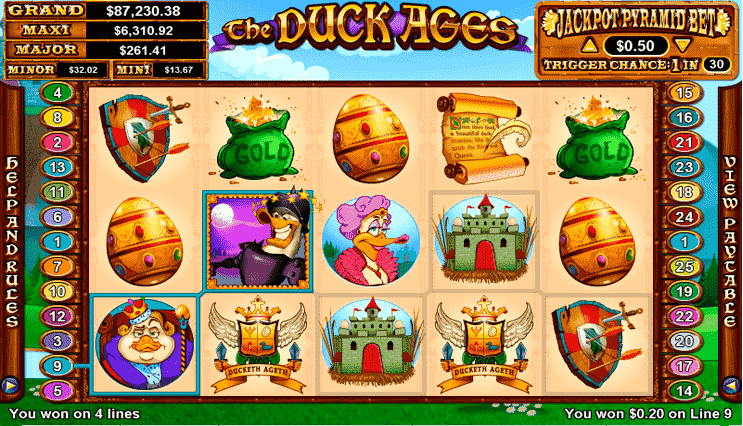 GRAND $87,230.38
MAXI $6,310.92
MAJOR $261.41
MINOR $32.02 MINI $13.67
The DUCK AGES
JACKPOT PYRAMID BET
$0.50
TRIGGER CHANCE: 1 IN 30
HELP AND RULES
4
8
2
13
11
6
1
7
10
12
3
9
5
GOLD
GOLD
DUCKETH AGETH
DUCKETH AGETH
15
16
21
23
18
24
1
25
19
22
20
17
14
VIEW PAYTABLE
You won on 4 lines
You won $0.20 on Line 9